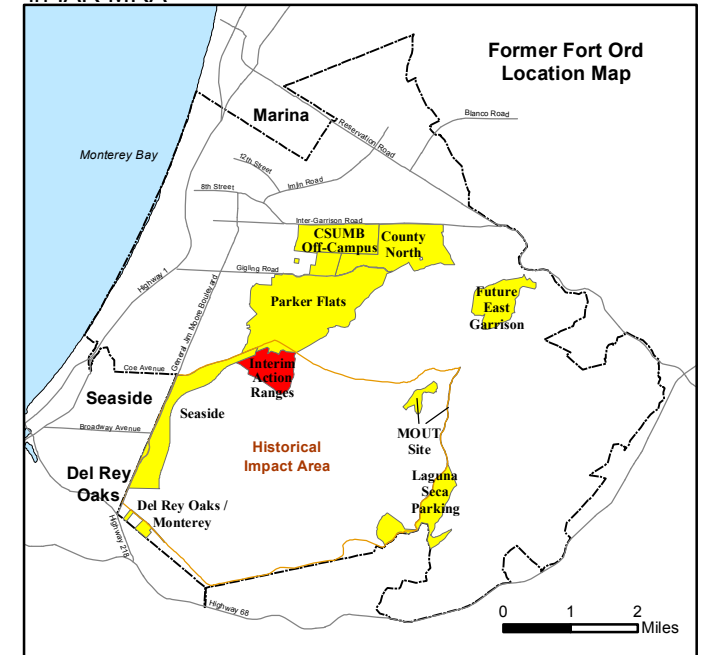 Former Fort Ord
Location Map
Marina
Blanco Road
Reservation Road
Monterey Bay
12th Street
Imjin Road
8th Street
Inter-Garrison Road
CSUMB
Off-Campus
County
North
Gigling Road
Highway 1
General Jim Moore Boulevard
Parker Flats
Future
East
Garrison
Coe Avenue
Interim
Action
Ranges
Seaside
Seaside
Broadway Avenue
MOUT
Site
Historical
Impact Area
Del Rey
Oaks
Laguna
Seca
Parking
Del Rey Oaks /
Monterey
Highway 218
Highway 68
0 1 2
Miles